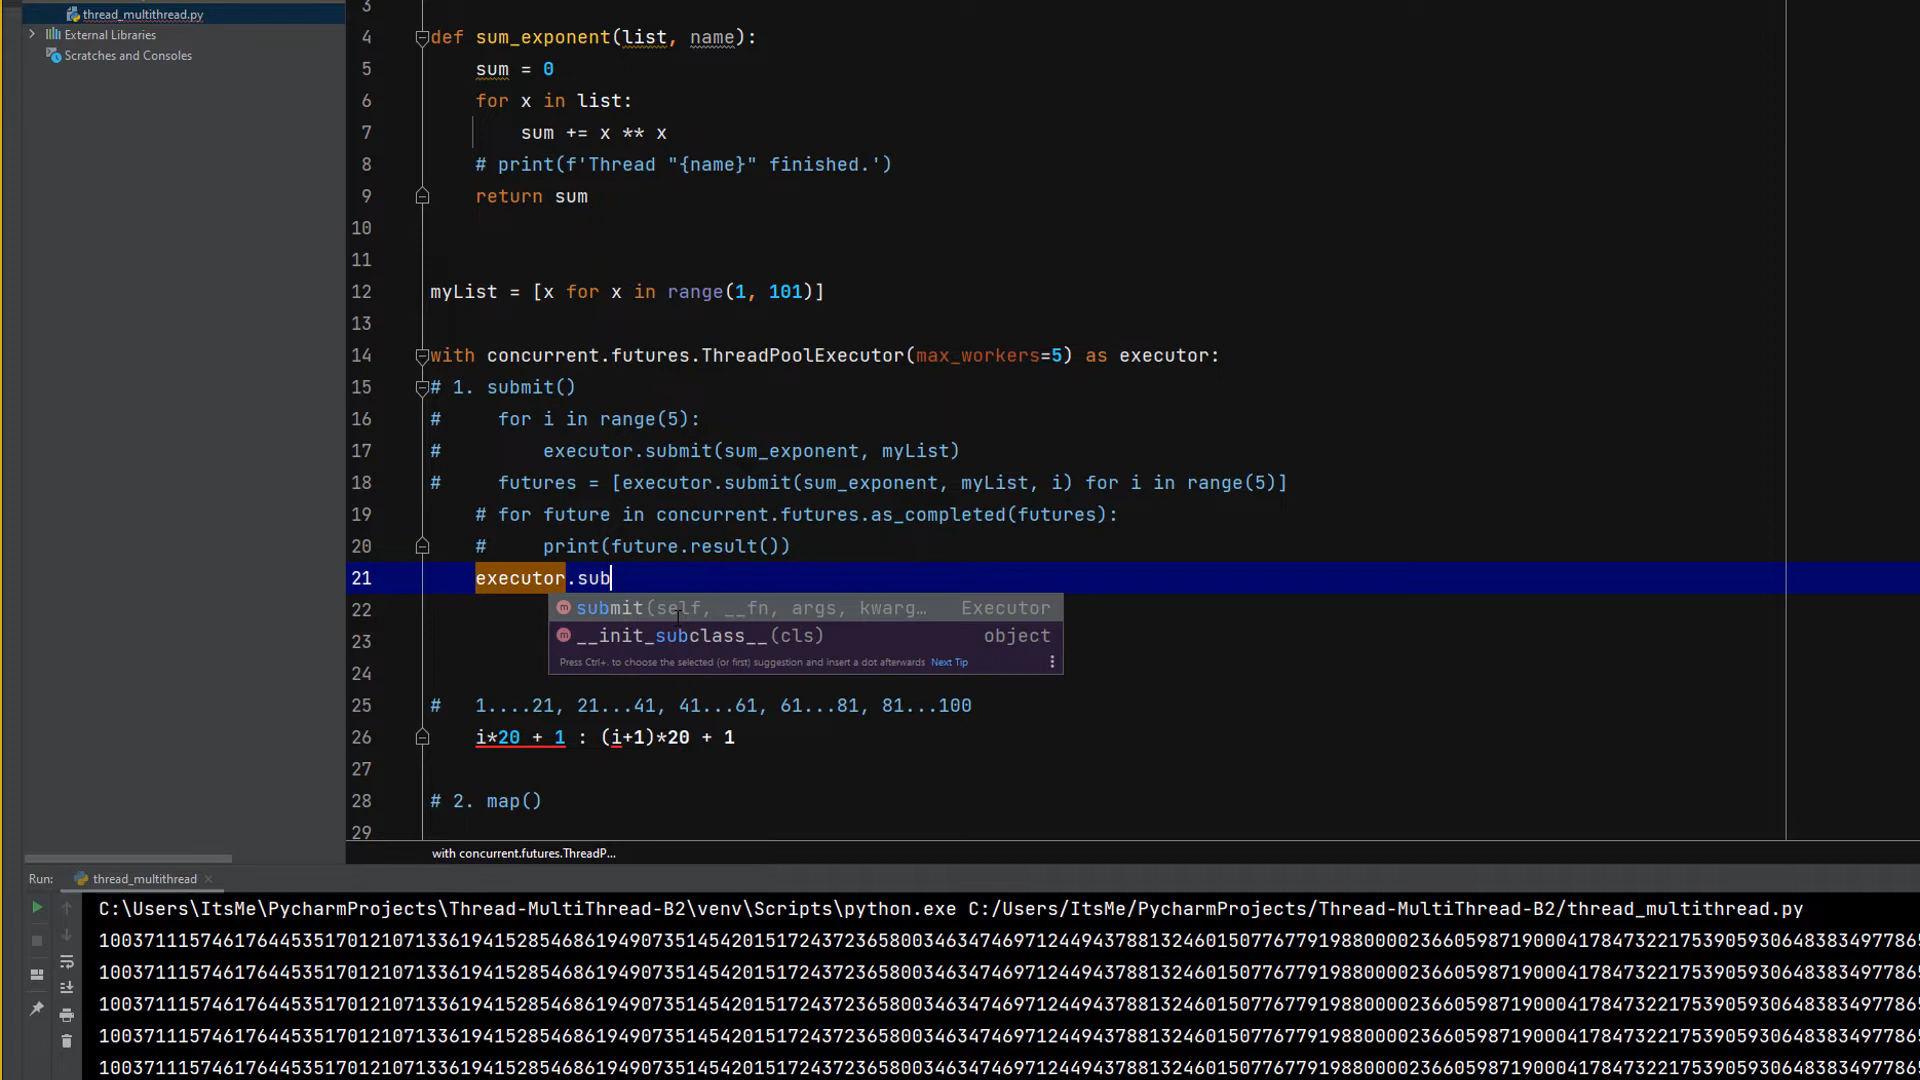 thread_multithread.py
External Libraries
Scratches and Consoles
3
4 def sum_exponent(list, name):
5 sum = 0
6 for x in list:
7 sum += x ** x
8 # print(f'Thread "{name}" finished.')
9 return sum
10
11
12 myList = [x for x in range(1, 101)]
13
14 with concurrent.futures.ThreadPoolExecutor(max_workers=5) as executor:
15 # 1. submit()
16 # for i in range(5):
17 # executor.submit(sum_exponent, myList)
18 # futures = [executor.submit(sum_exponent, myList, i) for i in range(5)]
19 # for future in concurrent.futures.as_completed(futures):
20 # print(future.result())
21 executor.sub
22 submit(self, __fn, args, kwarg… Executor
23 __init_subclass__(cls) object
Press Ctrl+. to choose the selected (or first) suggestion and insert a dot afterwards Next Tip
24
25 # 1....21, 21...41, 41...61, 61...81, 81...100
26 i*20 + 1 : (i+1)*20 + 1
27
28 # 2. map()
29
with concurrent.futures.ThreadP...
Run: thread_multithread
C:\Users\ItsMe\PycharmProjects\Thread-MultiThread-B2\venv\Scripts\python.exe C:/Users/ItsMe/PycharmProjects/Thread-MultiThread-B2/thread_multithread.py